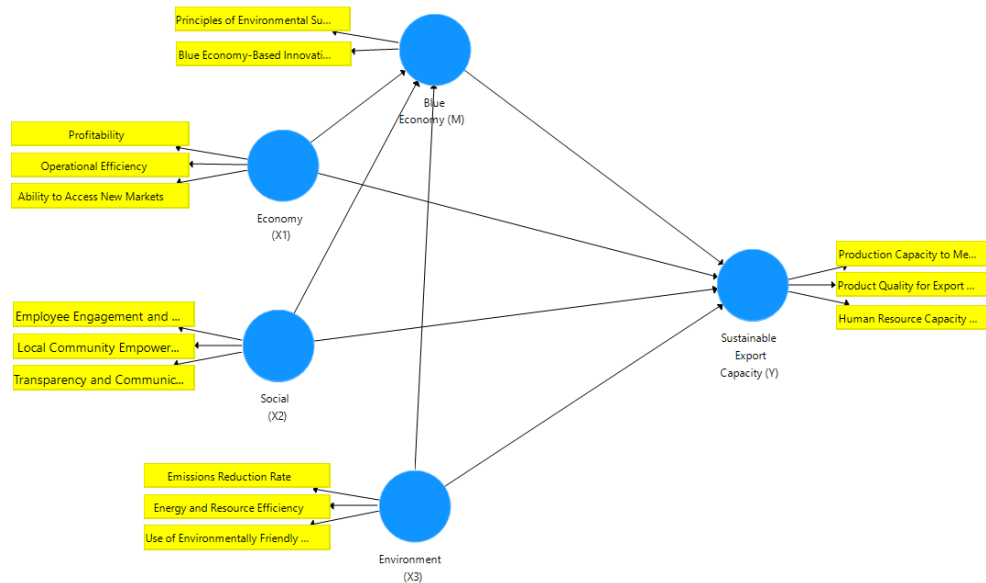 Principles of Environmental Su...
Blue Economy-Based Innovati...
Blue
Economy (M)
Profitability
Operational Efficiency
Ability to Access New Markets
Economy
(X1)
Production Capacity to Me...
Product Quality for Export ...
Human Resource Capacity ...
Sustainable
Export
Capacity (Y)
Employee Engagement and ...
Local Community Empower...
Transparency and Communic...
Social
(X2)
Emissions Reduction Rate
Energy and Resource Efficiency
Use of Environmentally Friendly ...
Environment
(X3)